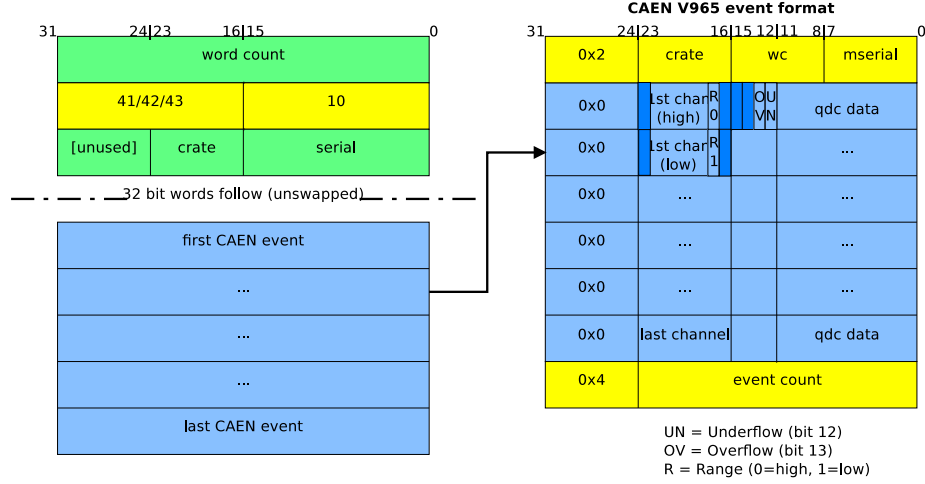 CAEN V965 event format
31 24 23 16 15 0
word count
41/42/43 10
[unused] crate serial
32 bit words follow (unswapped)
first CAEN event
...
...
...
last CAEN event
31 24 23 16 15 12 11 8 7 0
0x2 crate wc mserial
0x0 1st chan (high) R 0 OV UN qdc data
0x0 1st chan (low) R 1 ...
0x0 ... ...
0x0 ... ...
0x0 ... ...
0x0 last channel qdc data
0x4 event count
UN = Underflow (bit 12)
OV = Overflow (bit 13)
R = Range (0=high, 1=low)